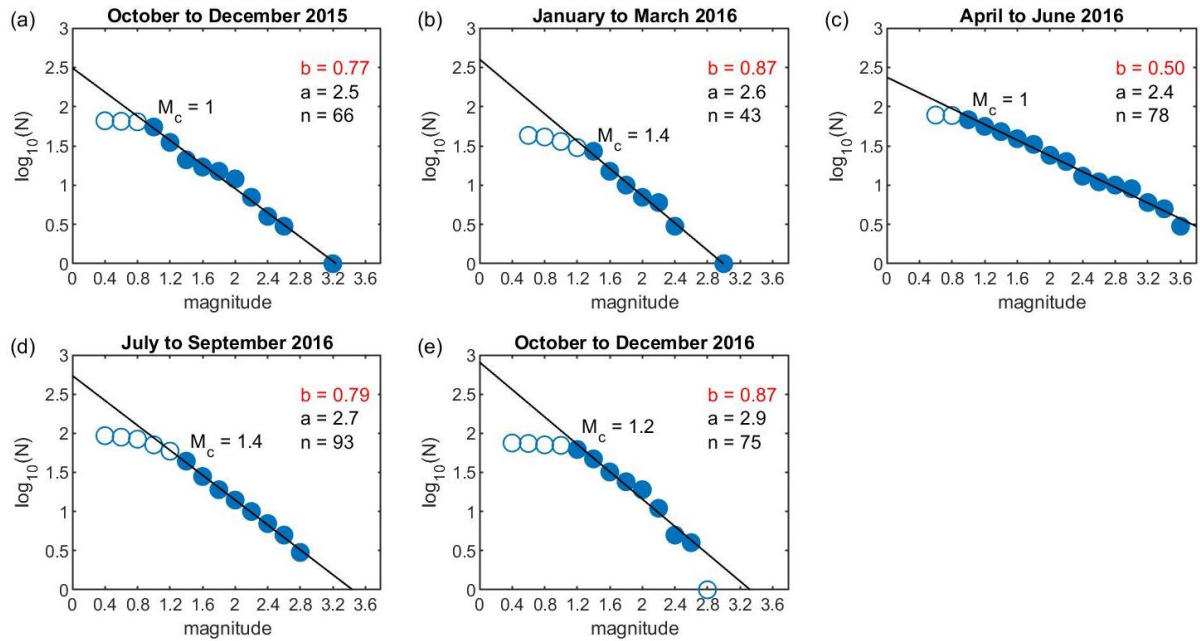 (a)
October to December 2015
3
2.5
2
1.5
1
0.5
0
log10(N)
b = 0.77
a = 2.5
n = 66
Mc = 1
0 0.4 0.8 1.2 1.6 2 2.4 2.8 3.2 3.6
magnitude
(b)
January to March 2016
3
2.5
2
1.5
1
0.5
0
log10(N)
b = 0.87
a = 2.6
n = 43
Mc = 1.4
0 0.4 0.8 1.2 1.6 2 2.4 2.8 3.2 3.6
magnitude
(c)
April to June 2016
3
2.5
2
1.5
1
0.5
0
log10(N)
b = 0.50
a = 2.4
n = 78
Mc = 1
0 0.4 0.8 1.2 1.6 2 2.4 2.8 3.2 3.6
magnitude
(d)
July to September 2016
3
2.5
2
1.5
1
0.5
0
log10(N)
b = 0.79
a = 2.7
n = 93
Mc = 1.4
0 0.4 0.8 1.2 1.6 2 2.4 2.8 3.2 3.6
magnitude
(e)
October to December 2016
3
2.5
2
1.5
1
0.5
0
log10(N)
b = 0.87
a = 2.9
n = 75
Mc = 1.2
0 0.4 0.8 1.2 1.6 2 2.4 2.8 3.2 3.6
magnitude